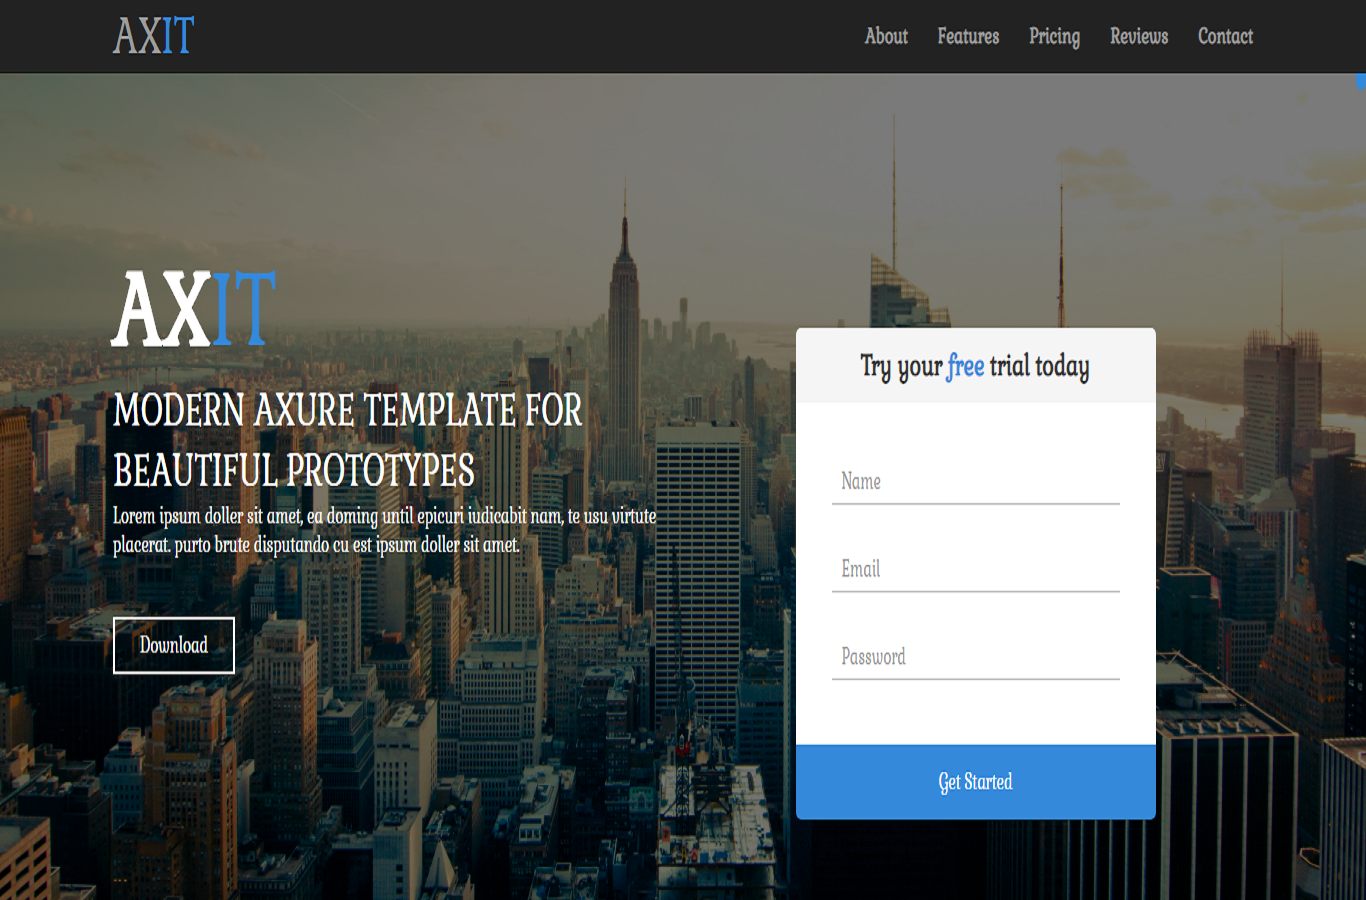 AXIT
About Features Pricing Reviews Contact
AXIT
MODERN AXURE TEMPLATE FOR
BEAUTIFUL PROTOTYPES
Lorem ipsum doller sit amet, ea doming until epicuri iudicabit nam, te usu virtute
placerat. purto brute disputando cu est ipsum doller sit amet.
Download
Try your free trial today
Name
Email
Password
Get Started